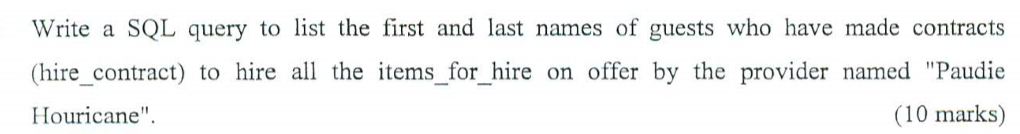 Write a SQL query to list the first and last names of guests who have made contracts
(hire_contract) to hire all the items_for_hire on offer by the provider named "Paudie
Houricane". (10 marks)